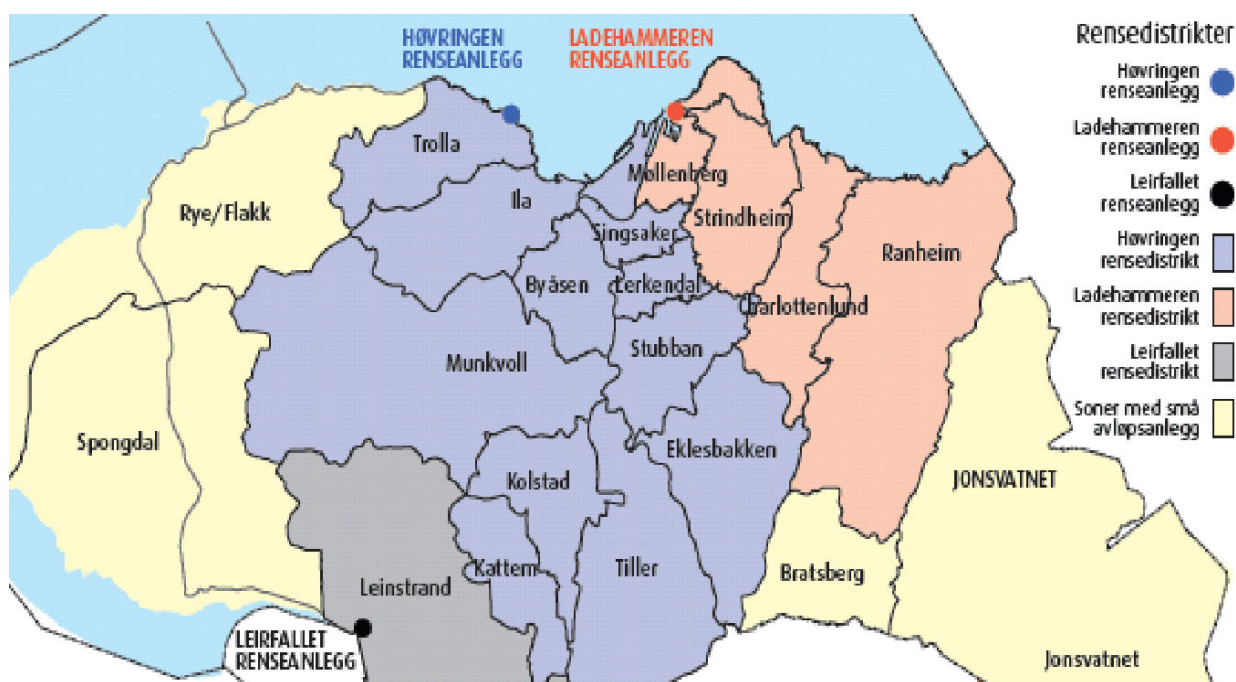 HØVRINGEN
RENSEANLEGG
LADEHAMMEREN
RENSEANLEGG
Rensedistrikter
Høvringen
renseanlegg
Ladehammeren
renseanlegg
Leirfallet
renseanlegg
Høvringen
rensedistrikt
Ladehammeren
rensedistrikt
Leirfallet
rensedistrikt
Soner med små
avløpsanlegg
Trolla
Møllenberg
Ila
Rye/Flakk
Strindheim
Singsaker
Ranheim
Byåsen
Lerkendal
Charlottenlund
Stubban
Munkvoll
Spongdal
Eklesbakken
Kolstad
JONSVATNET
Kattem
Tiller
Bratsberg
Leinstrand
LEIRFALLET
RENSEANLEGG
Jonsvatnet